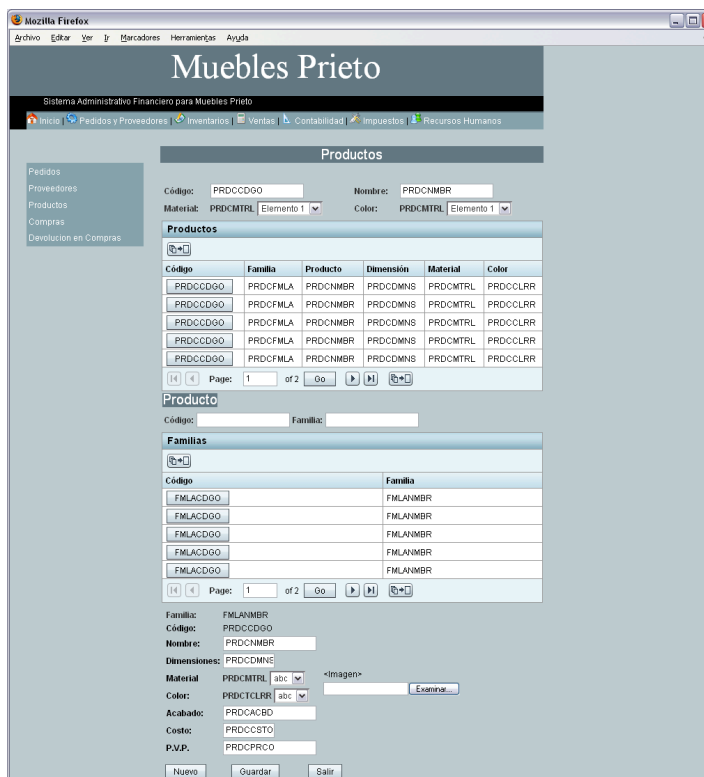 Mozilla Firefox
Archivo Editar Ver Ir Marcadores Herramientas Ayuda
Muebles Prieto
Sistema Administrativo Financiero para Muebles Prieto
Inicio | Pedidos y Proveedores | Inventarios | Ventas | Contabilidad | Impuestos | Recursos Humanos
Productos
Pedidos
Proveedores
Productos
Compras
Devolucion en Compras
Código: PRDCCDGO Nombre: PRDCNMBR
Material: PRDCMTRL Elemento 1 Color: PRDCMTRL Elemento 1
Productos
Código Familia Producto Dimensión Material Color
PRDCCDGO PRDCFMLA PRDCNMBR PRDCDMNS PRDCMTRL PRDCCLRR
PRDCCDGO PRDCFMLA PRDCNMBR PRDCDMNS PRDCMTRL PRDCCLRR
PRDCCDGO PRDCFMLA PRDCNMBR PRDCDMNS PRDCMTRL PRDCCLRR
PRDCCDGO PRDCFMLA PRDCNMBR PRDCDMNS PRDCMTRL PRDCCLRR
PRDCCDGO PRDCFMLA PRDCNMBR PRDCDMNS PRDCMTRL PRDCCLRR
Page: 1 of 2 Go
Producto
Código: Familia:
Familias
Código Familia
FMLACDGO FMLANMBR
FMLACDGO FMLANMBR
FMLACDGO FMLANMBR
FMLACDGO FMLANMBR
FMLACDGO FMLANMBR
Page: 1 of 2 Go
Familia: FMLANMBR
Código: PRDCCDGO
Nombre: PRDCNMBR
Dimensiones: PRDCDMNS
Material PRDCMTRL abc <Imagen>
Examinar...
Color: PRDCTCLRR abc
Acabado: PRDCACBD
Costo: PRDCCSTO
P.V.P. PRDCPRCO
Nuevo Guardar Salir